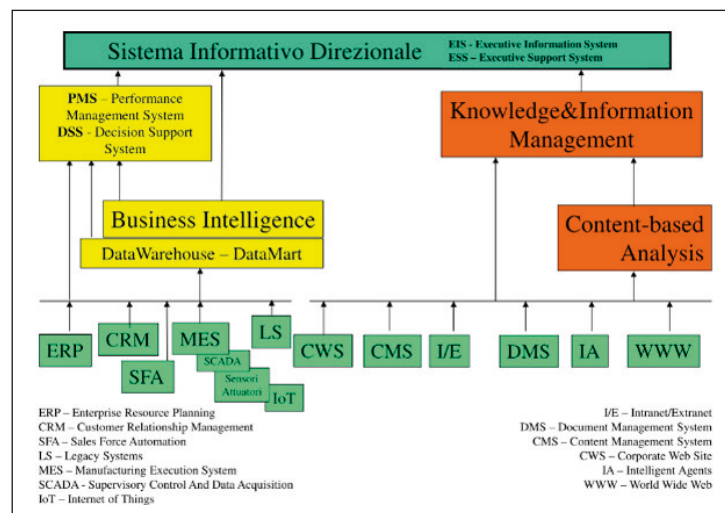 Sistema Informativo Direzionale
EIS - Executive Information System
ESS – Executive Support System
PMS – Performance
Management System
DSS - Decision Support
System
Knowledge&Information
Management
Business Intelligence
DataWarehouse – DataMart
Content-based
Analysis
ERP
CRM
SFA
MES
SCADA
Sensori
Attuatori
IoT
LS
CWS
CMS
I/E
DMS
IA
WWW
ERP – Enterprise Resource Planning
CRM – Customer Relationship Management
SFA – Sales Force Automation
LS – Legacy Systems
MES – Manufacturing Execution System
SCADA - Supervisory Control And Data Acquisition
IoT – Internet of Things
I/E – Intranet/Extranet
DMS – Document Management System
CMS – Content Management System
CWS – Corporate Web Site
IA – Intelligent Agents
WWW – World Wide Web